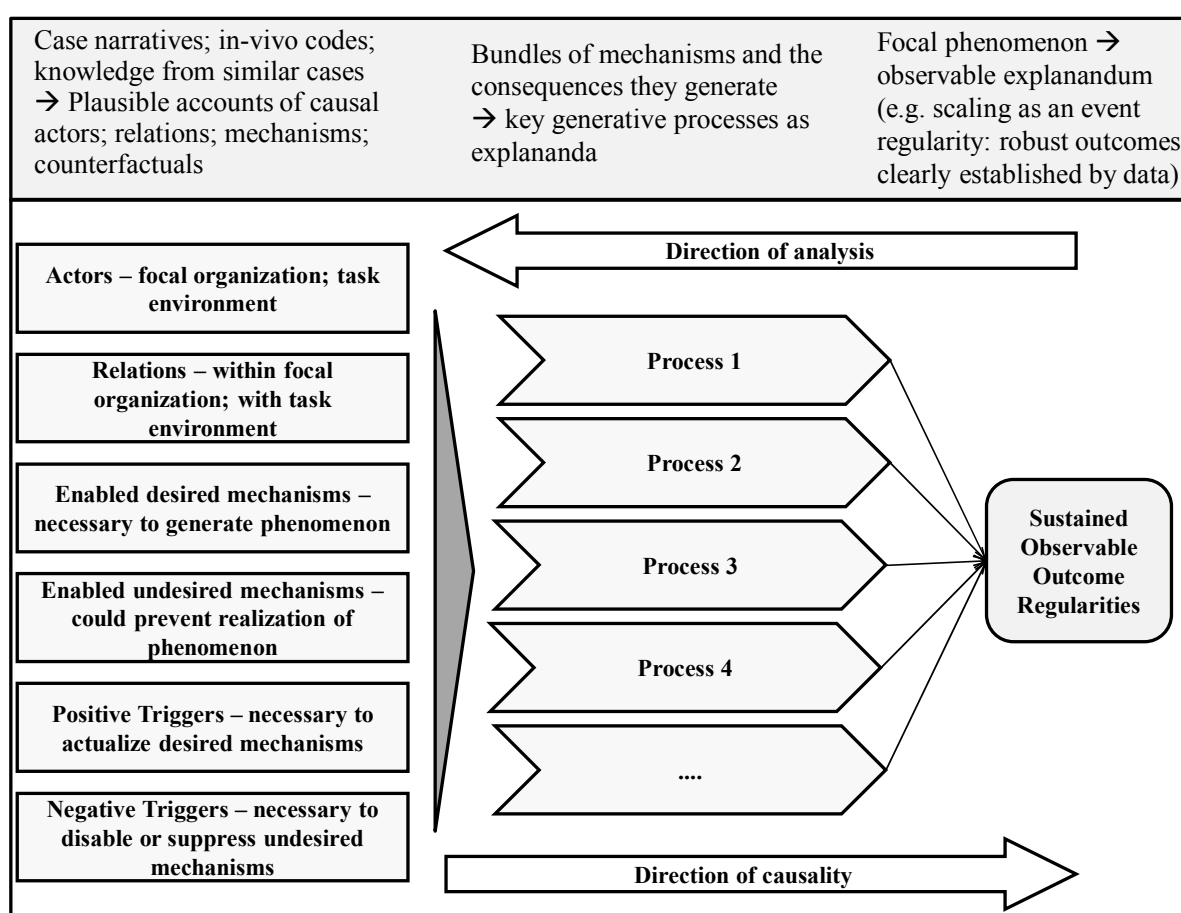 Case narratives; in-vivo codes;
knowledge from similar cases
→ Plausible accounts of causal
actors; relations; mechanisms;
counterfactuals
Bundles of mechanisms and the
consequences they generate
→ key generative processes as
explananda
Focal phenomenon →
observable explanandum
(e.g. scaling as an event
regularity: robust outcomes
clearly established by data)
Direction of analysis
Actors – focal organization; task
environment
Relations – within focal
organization; with task
environment
Enabled desired mechanisms –
necessary to generate phenomenon
Enabled undesired mechanisms –
could prevent realization of
phenomenon
Positive Triggers – necessary to
actualize desired mechanisms
Negative Triggers – necessary to
disable or suppress undesired
mechanisms
Process 1
Process 2
Process 3
Process 4
....
Sustained
Observable
Outcome
Regularities
Direction of causality